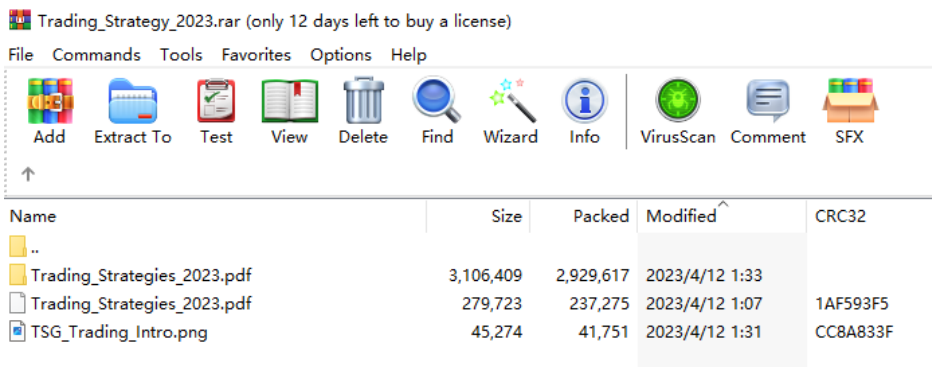 Trading_Strategy_2023.rar (only 12 days left to buy a license)
File Commands Tools Favorites Options Help
Add Extract To Test View Delete Find Wizard Info VirusScan Comment SFX
Name Size Packed Modified CRC32
..
Trading_Strategies_2023.pdf 3,106,409 2,929,617 2023/4/12 1:33
Trading_Strategies_2023.pdf 279,723 237,275 2023/4/12 1:07 1AF593F5
TSG_Trading_Intro.png 45,274 41,751 2023/4/12 1:31 CC8A833F